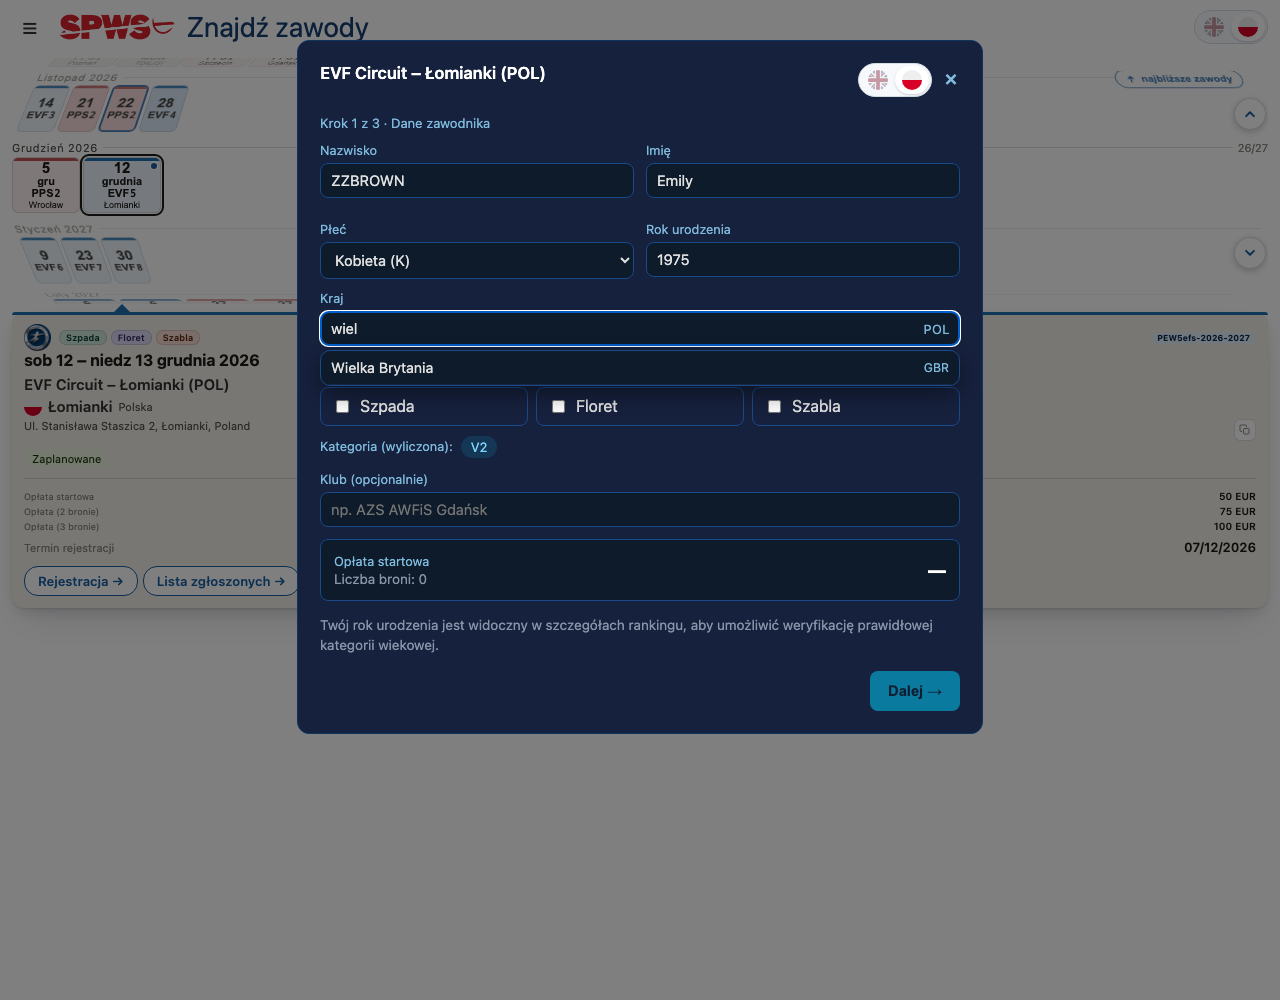 SPWS Znajdź zawody
Listopad 2026
najbliższe zawody
14 EVF3
21 PPS2
22 PPS2
28 EVF4
Grudzień 2026
26/27
5 gru PPS2 Wrocław
12 grudnia EVF5 Łomianki
Styczeń 2027
9 EVF6
23 EVF7
30 EVF8
Szpada Floret Szabla
PEW5efs-2026-2027
sob 12 – niedz 13 grudnia 2026
EVF Circuit – Łomianki (POL)
Łomianki Polska
Ul. Stanisława Staszica 2, Łomianki, Poland
Zaplanowane
Opłata startowa 50 EUR
Opłata (2 bronie) 75 EUR
Opłata (3 bronie) 100 EUR
Termin rejestracji 07/12/2026
Rejestracja → Lista zgłoszonych →
EVF Circuit – Łomianki (POL)
×
Krok 1 z 3 · Dane zawodnika
Nazwisko Imię
ZZBROWN Emily
Płeć Rok urodzenia
Kobieta (K) 1975
Kraj
wiel POL
Wielka Brytania GBR
Szpada Floret Szabla
Kategoria (wyliczona): V2
Klub (opcjonalnie)
np. AZS AWFiS Gdańsk
Opłata startowa
Liczba broni: 0
—
Twój rok urodzenia jest widoczny w szczegółach rankingu, aby umożliwić weryfikację prawidłowej
kategorii wiekowej.
Dalej →